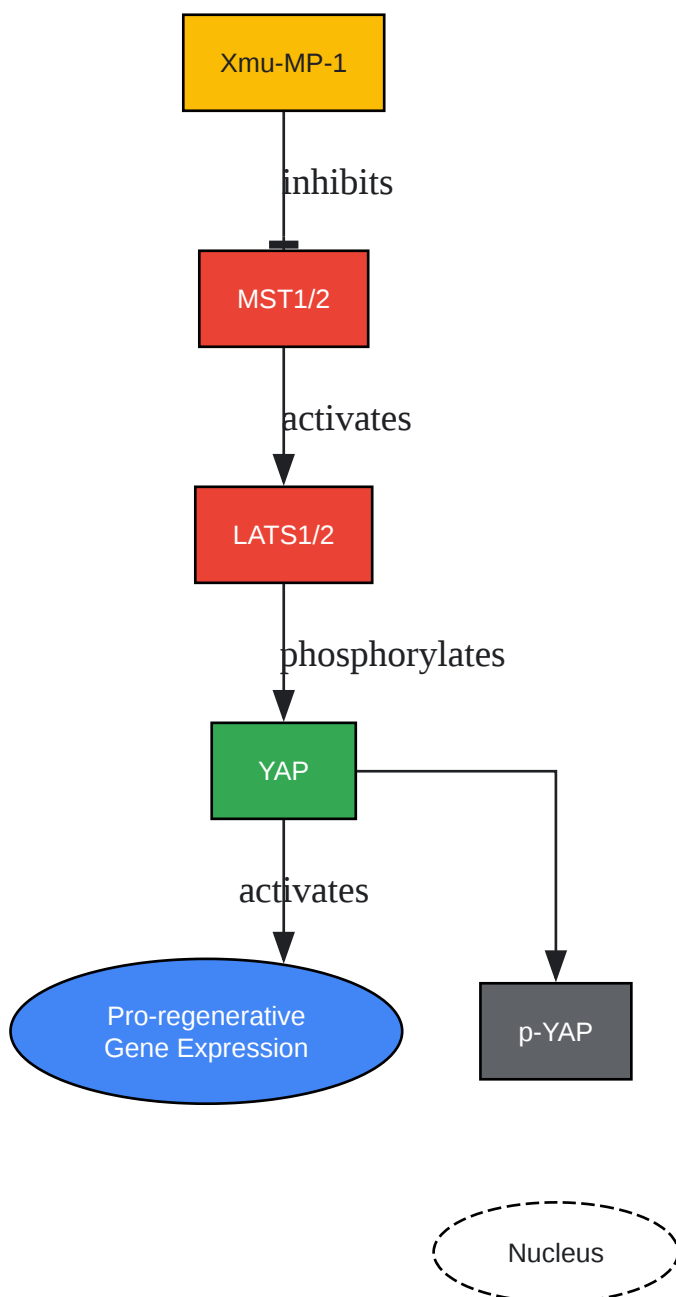 Xmu-MP-1
inhibits
MST1/2
activates
LATS1/2
phosphorylates
YAP
activates
Pro-regenerative
Gene Expression
p-YAP
Nucleus